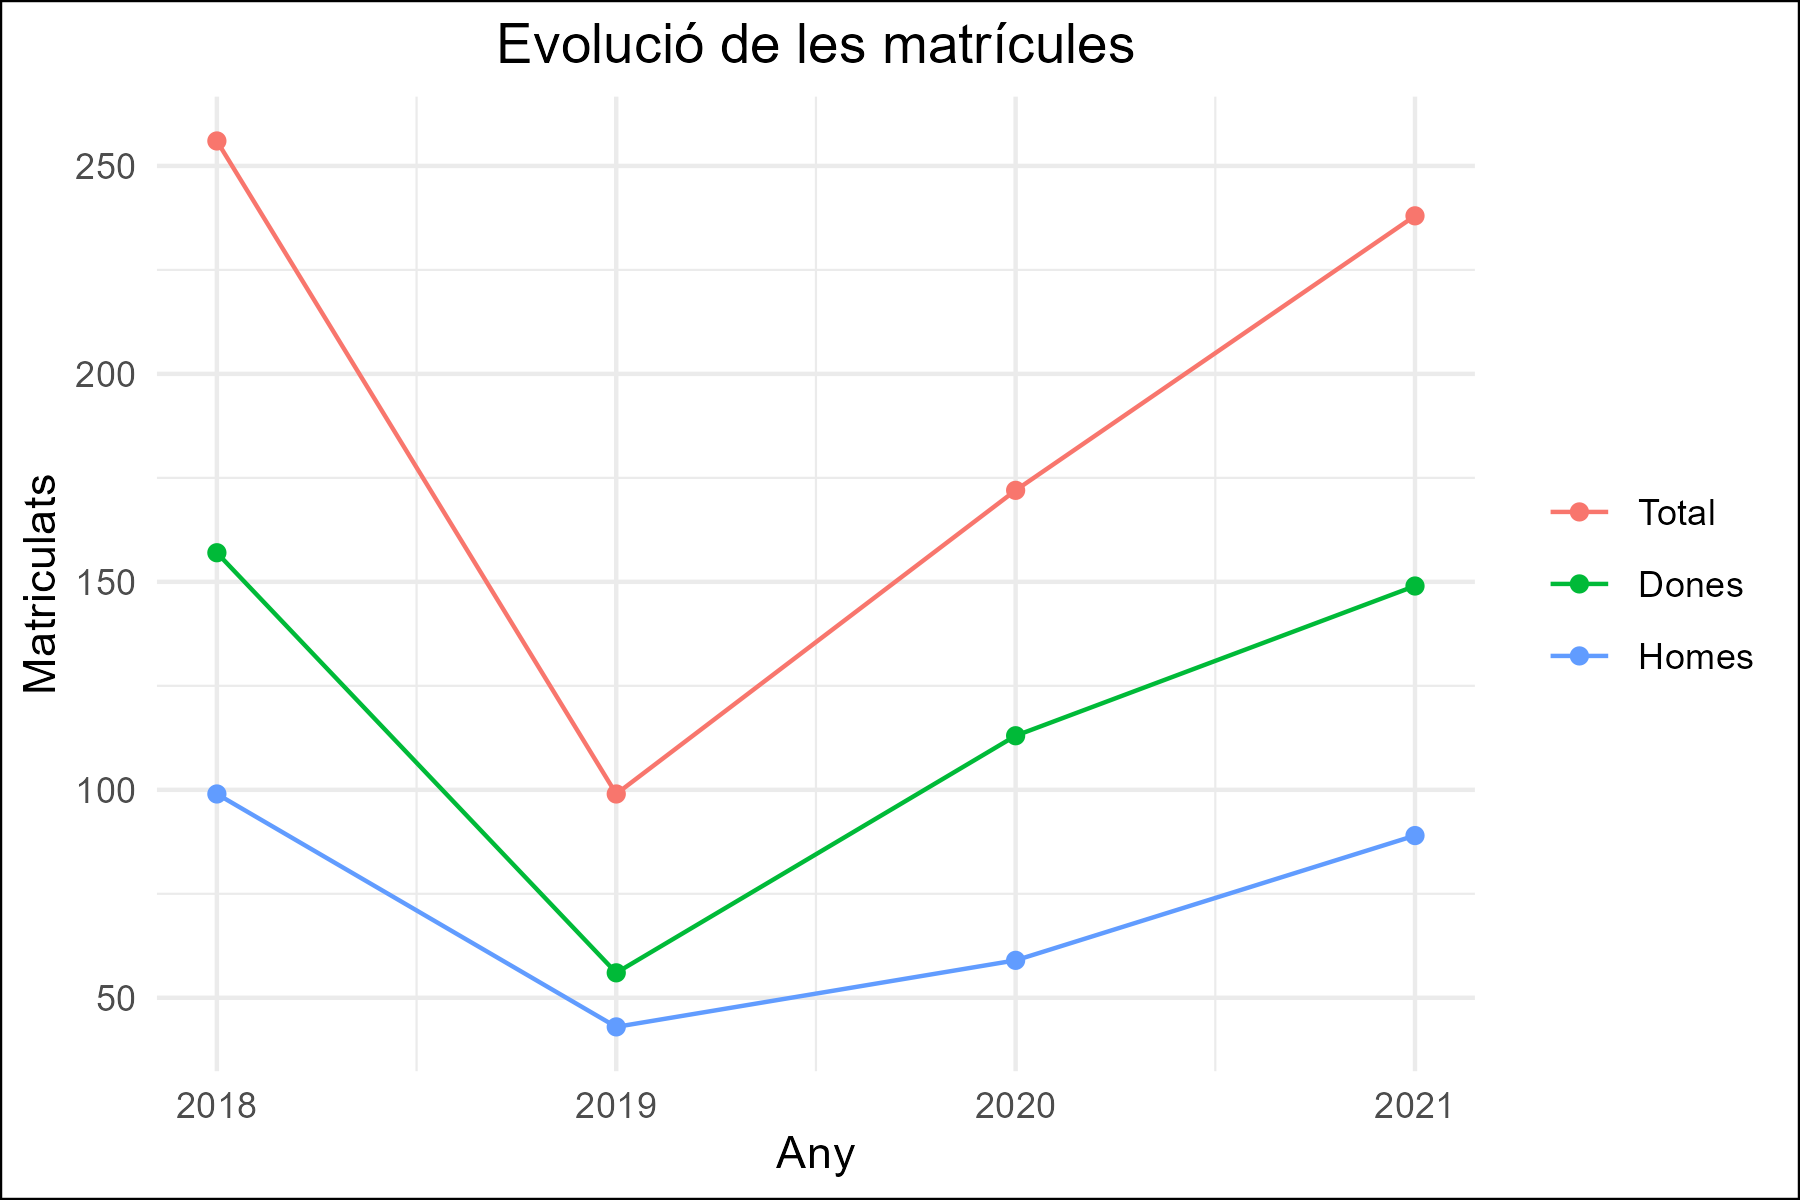 Evolució de les matrícules
Matriculats
250
200
150
100
50
2018
2019
2020
2021
Any
Total
Dones
Homes